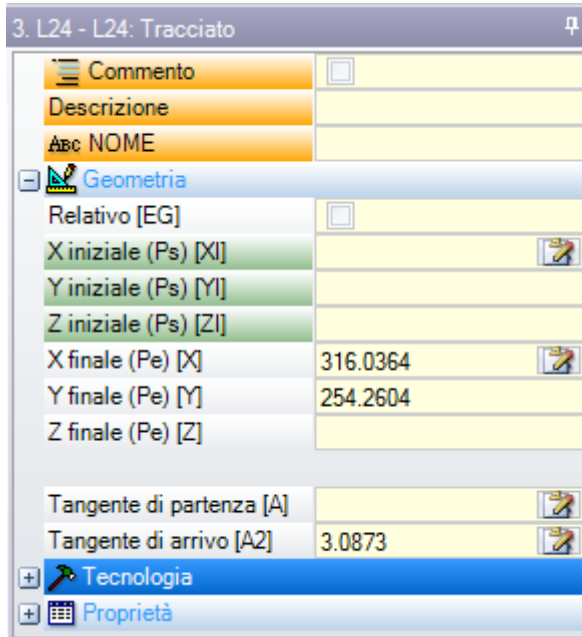 3. L24 - L24: Tracciato
Commento
Descrizione
ABC NOME
Geometria
Relativo [EG]
X iniziale (Ps) [XI]
Y iniziale (Ps) [YI]
Z iniziale (Ps) [ZI]
X finale (Pe) [X] 316.0364
Y finale (Pe) [Y] 254.2604
Z finale (Pe) [Z]
Tangente di partenza [A]
Tangente di arrivo [A2] 3.0873
Tecnologia
Proprietà